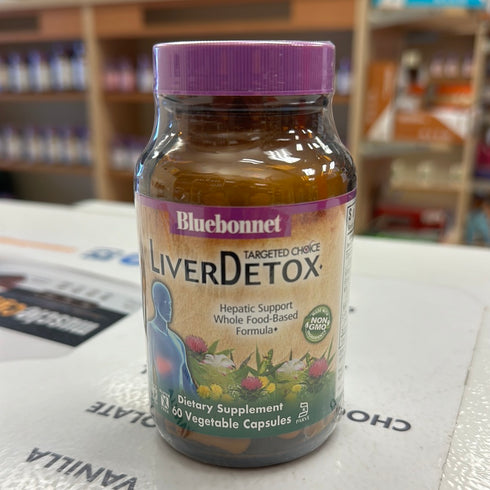 Bluebonnet
TARGETED CHOICE
LIVERDETOX
Hepatic Support
Whole Food-Based
Formula
NON
GMO
Dietary Supplement
60 Vegetable Capsules
VANILLA